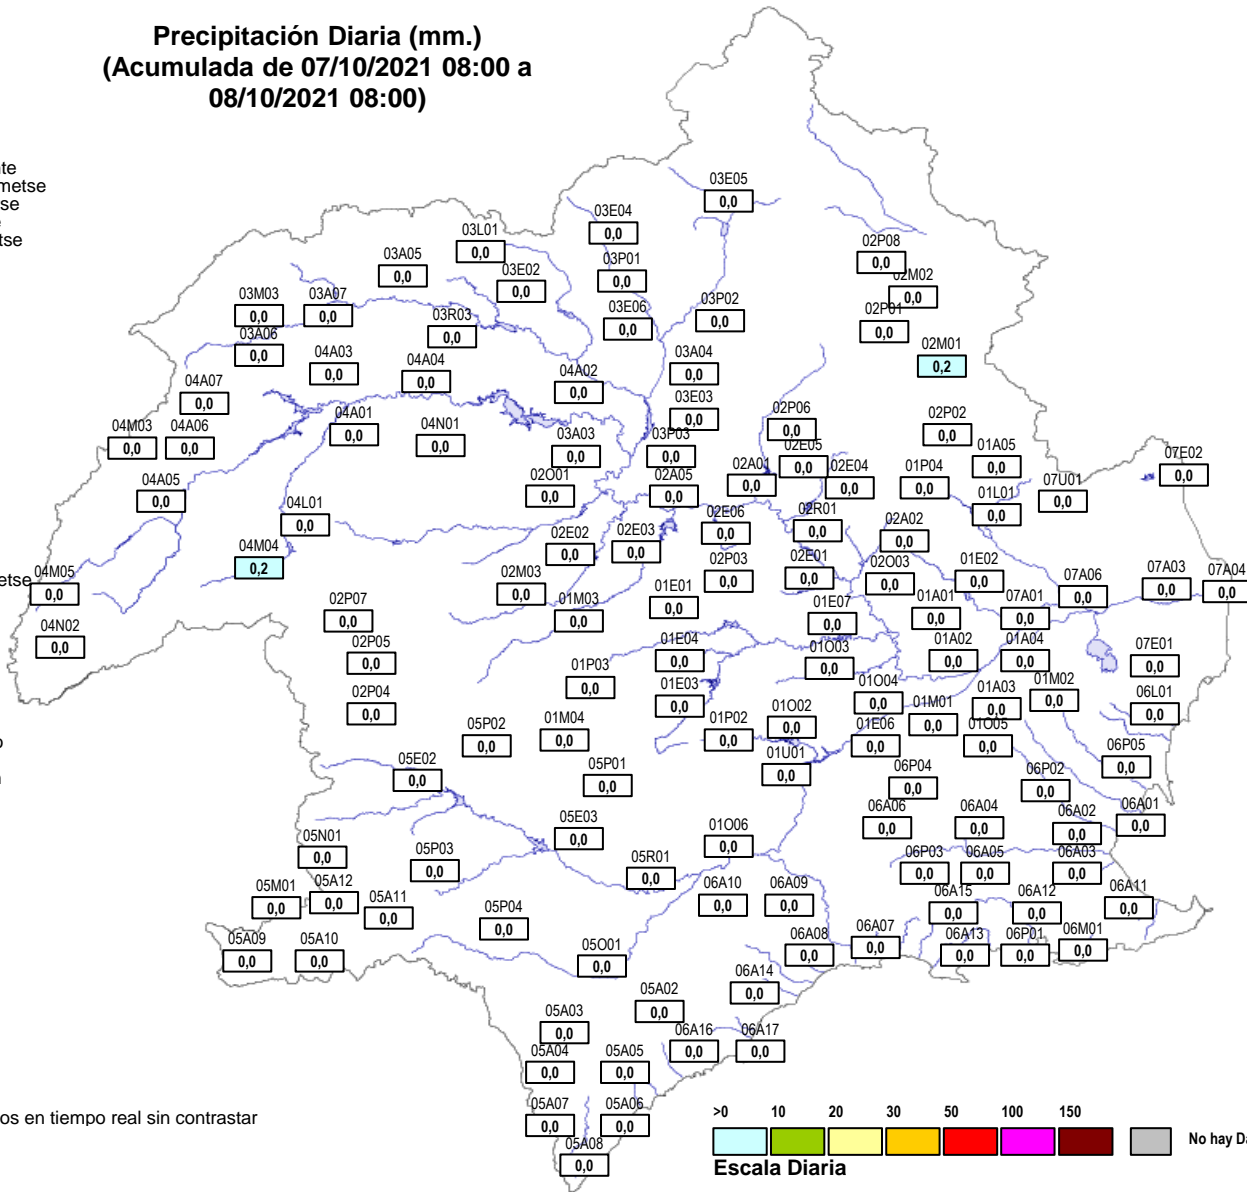 Precipitación Diaria (mm.)
(Acumulada de 07/10/2021 08:00 a
08/10/2021 08:00)
03E05
0,0
03E04
0,0
03L01
0,0
03A05
0,0
03P01
0,0
03E02
0,0
02P08
0,0
02M02
0,0
03M03
0,0
03A07
0,0
03R03
0,0
03E06
0,0
03P02
0,0
02P01
0,0
03A06
0,0
04A03
0,0
04A04
0,0
04A02
0,0
03A04
0,0
02M01
0,2
04A07
0,0
03E03
0,0
04M03
0,0
04A06
0,0
04A01
0,0
04N01
0,0
03A03
0,0
03P03
0,0
02P06
0,0
02P02
0,0
02E05
0,0
01A05
0,0
07E02
0,0
04A05
0,0
02O01
0,0
02A05
0,0
02A01
0,0
02E04
0,0
01P04
0,0
07U01
0,0
04L01
0,0
01L01
0,0
02E06
0,0
02R01
0,0
02A02
0,0
04M04
0,2
02E02
0,0
02E03
0,0
02P03
0,0
02E01
0,0
02O03
0,0
01E02
0,0
04M05
0,0
02M03
0,0
07A06
0,0
07A03
0,0
07A04
0,0
02P07
0,0
01M03
0,0
01E01
0,0
01E07
0,0
01A01
0,0
07A01
0,0
04N02
0,0
02P05
0,0
01E04
0,0
01O03
0,0
01A02
0,0
01A04
0,0
07E01
0,0
01P03
0,0
02P04
0,0
01E03
0,0
01O04
0,0
01A03
0,0
01M02
0,0
06L01
0,0
05P02
0,0
01M04
0,0
01P02
0,0
01O02
0,0
01E06
0,0
01M01
0,0
01O05
0,0
05E02
0,0
05P01
0,0
01U01
0,0
06P04
0,0
06P02
0,0
06P05
0,0
05E03
0,0
01O06
0,0
06A06
0,0
06A04
0,0
06A02
0,0
06A01
0,0
05N01
0,0
05P03
0,0
05R01
0,0
06P03
0,0
06A05
0,0
06A03
0,0
05M01
0,0
05A12
0,0
05A11
0,0
06A10
0,0
06A09
0,0
06A15
0,0
06A12
0,0
06A11
0,0
05P04
0,0
05A09
0,0
05A10
0,0
05O01
0,0
06A08
0,0
06A07
0,0
06A13
0,0
06P01
0,0
06M01
0,0
06A14
0,0
05A02
0,0
05A03
0,0
06A16
0,0
06A17
0,0
05A04
0,0
05A05
0,0
05A07
0,0
05A06
0,0
05A08
0,0
metse
se
tse
metse
os en tiempo real sin contrastar
>0 10 20 30 50 100 150
No hay Da
Escala Diaria